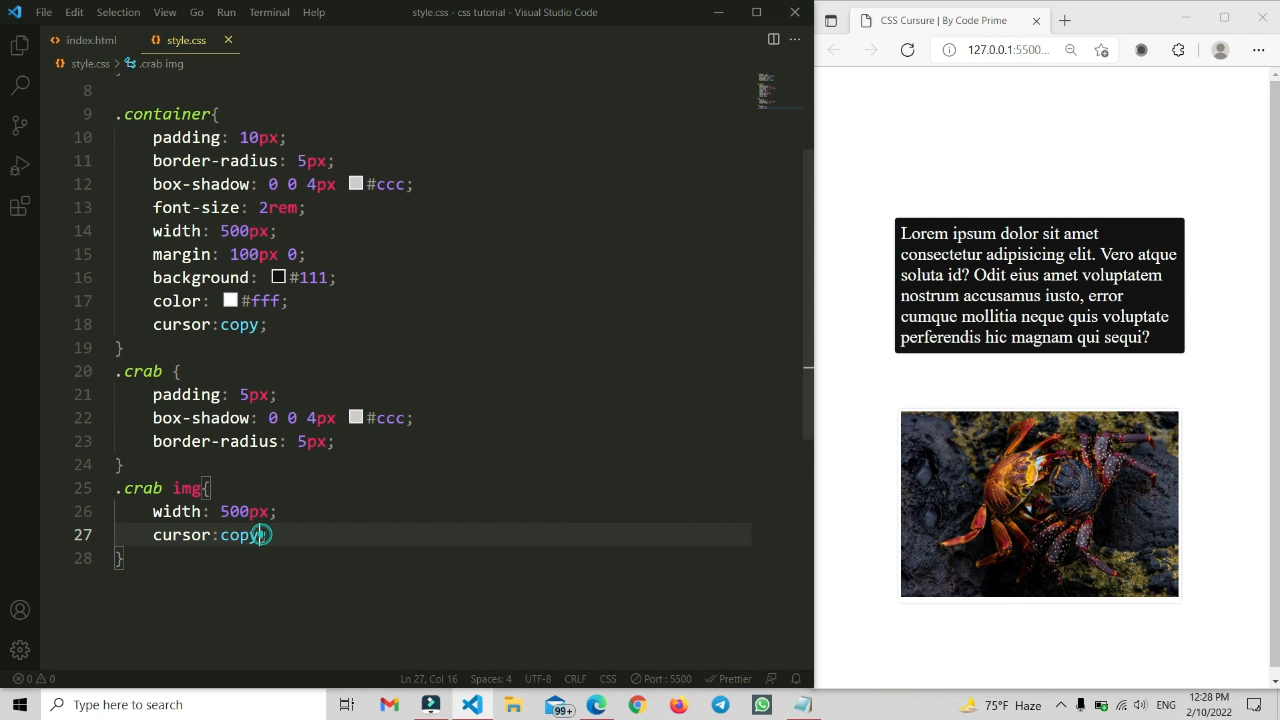 File Edit Selection View Go Run Terminal Help
style.css - css tutorial - Visual Studio Code
index.html
style.css
style.css > .crab img
8
9 .container{
10 padding: 10px;
11 border-radius: 5px;
12 box-shadow: 0 0 4px #ccc;
13 font-size: 2rem;
14 width: 500px;
15 margin: 100px 0;
16 background: #111;
17 color: #fff;
18 cursor:copy;
19 }
20 .crab {
21 padding: 5px;
22 box-shadow: 0 0 4px #ccc;
23 border-radius: 5px;
24 }
25 .crab img{
26 width: 500px;
27 cursor:copy
28 }
0 0
Ln 27, Col 16 Spaces: 4 UTF-8 CRLF CSS Port : 5500 Prettier
CSS Cursure | By Code Prime
127.0.0.1:5500...
Lorem ipsum dolor sit amet
consectetur adipisicing elit. Vero atque
soluta id? Odit eius amet voluptatem
nostrum accusamus iusto, error
cumque mollitia neque quis voluptate
perferendis hic magnam qui sequi?
Type here to search
99+
75°F Haze
12:28 PM
2/10/2022